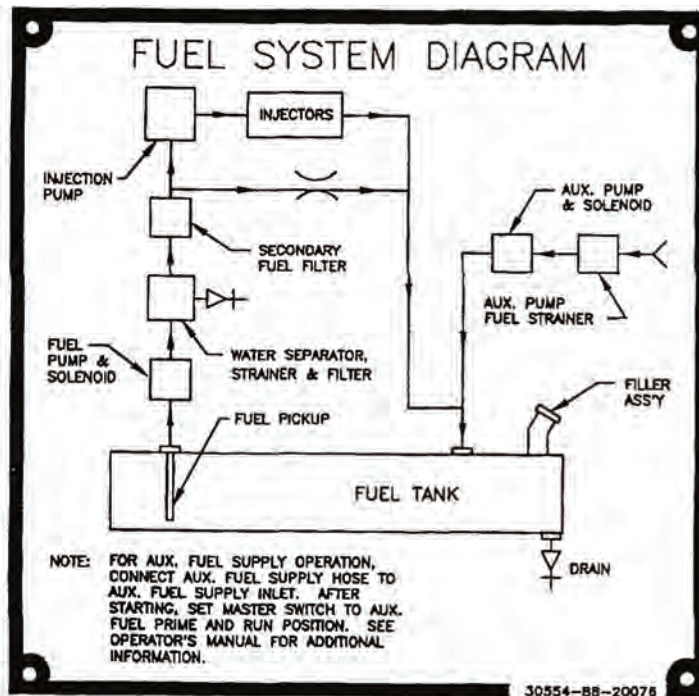 FUEL SYSTEM DIAGRAM
INJECTORS
INJECTION
PUMP
AUX. PUMP
& SOLENOID
SECONDARY
FUEL FILTER
AUX. PUMP
FUEL STRAINER
FUEL
PUMP &
SOLENOID
WATER SEPARATOR,
STRAINER & FILTER
FILLER
ASS'Y
FUEL PICKUP
FUEL TANK
DRAIN
NOTE: FOR AUX. FUEL SUPPLY OPERATION,
CONNECT AUX. FUEL SUPPLY HOSE TO
AUX. FUEL SUPPLY INLET. AFTER
STARTING, SET MASTER SWITCH TO AUX.
FUEL PRIME AND RUN POSITION. SEE
OPERATOR'S MANUAL FOR ADDITIONAL
INFORMATION.
30554-88-20078